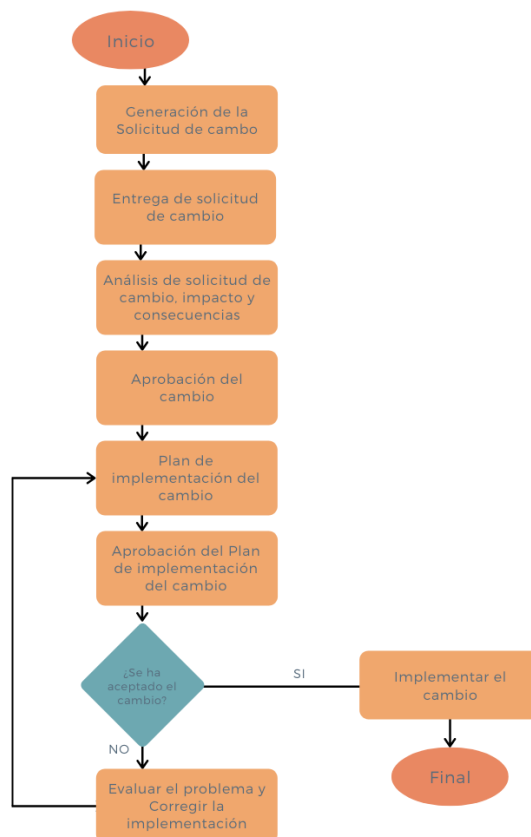 Inicio
Generación de la
Solicitud de cambo
Entrega de solicitud
de cambio
Análisis de solicitud de
cambio, impacto y
consecuencias
Aprobación del
cambio
Plan de
implementación del
cambio
Aprobación del Plan
de implementación
del cambio
¿Se ha
aceptado el
cambio?
SI
Implementar el
cambio
NO
Final
Evaluar el problema y
Corregir la
implementación